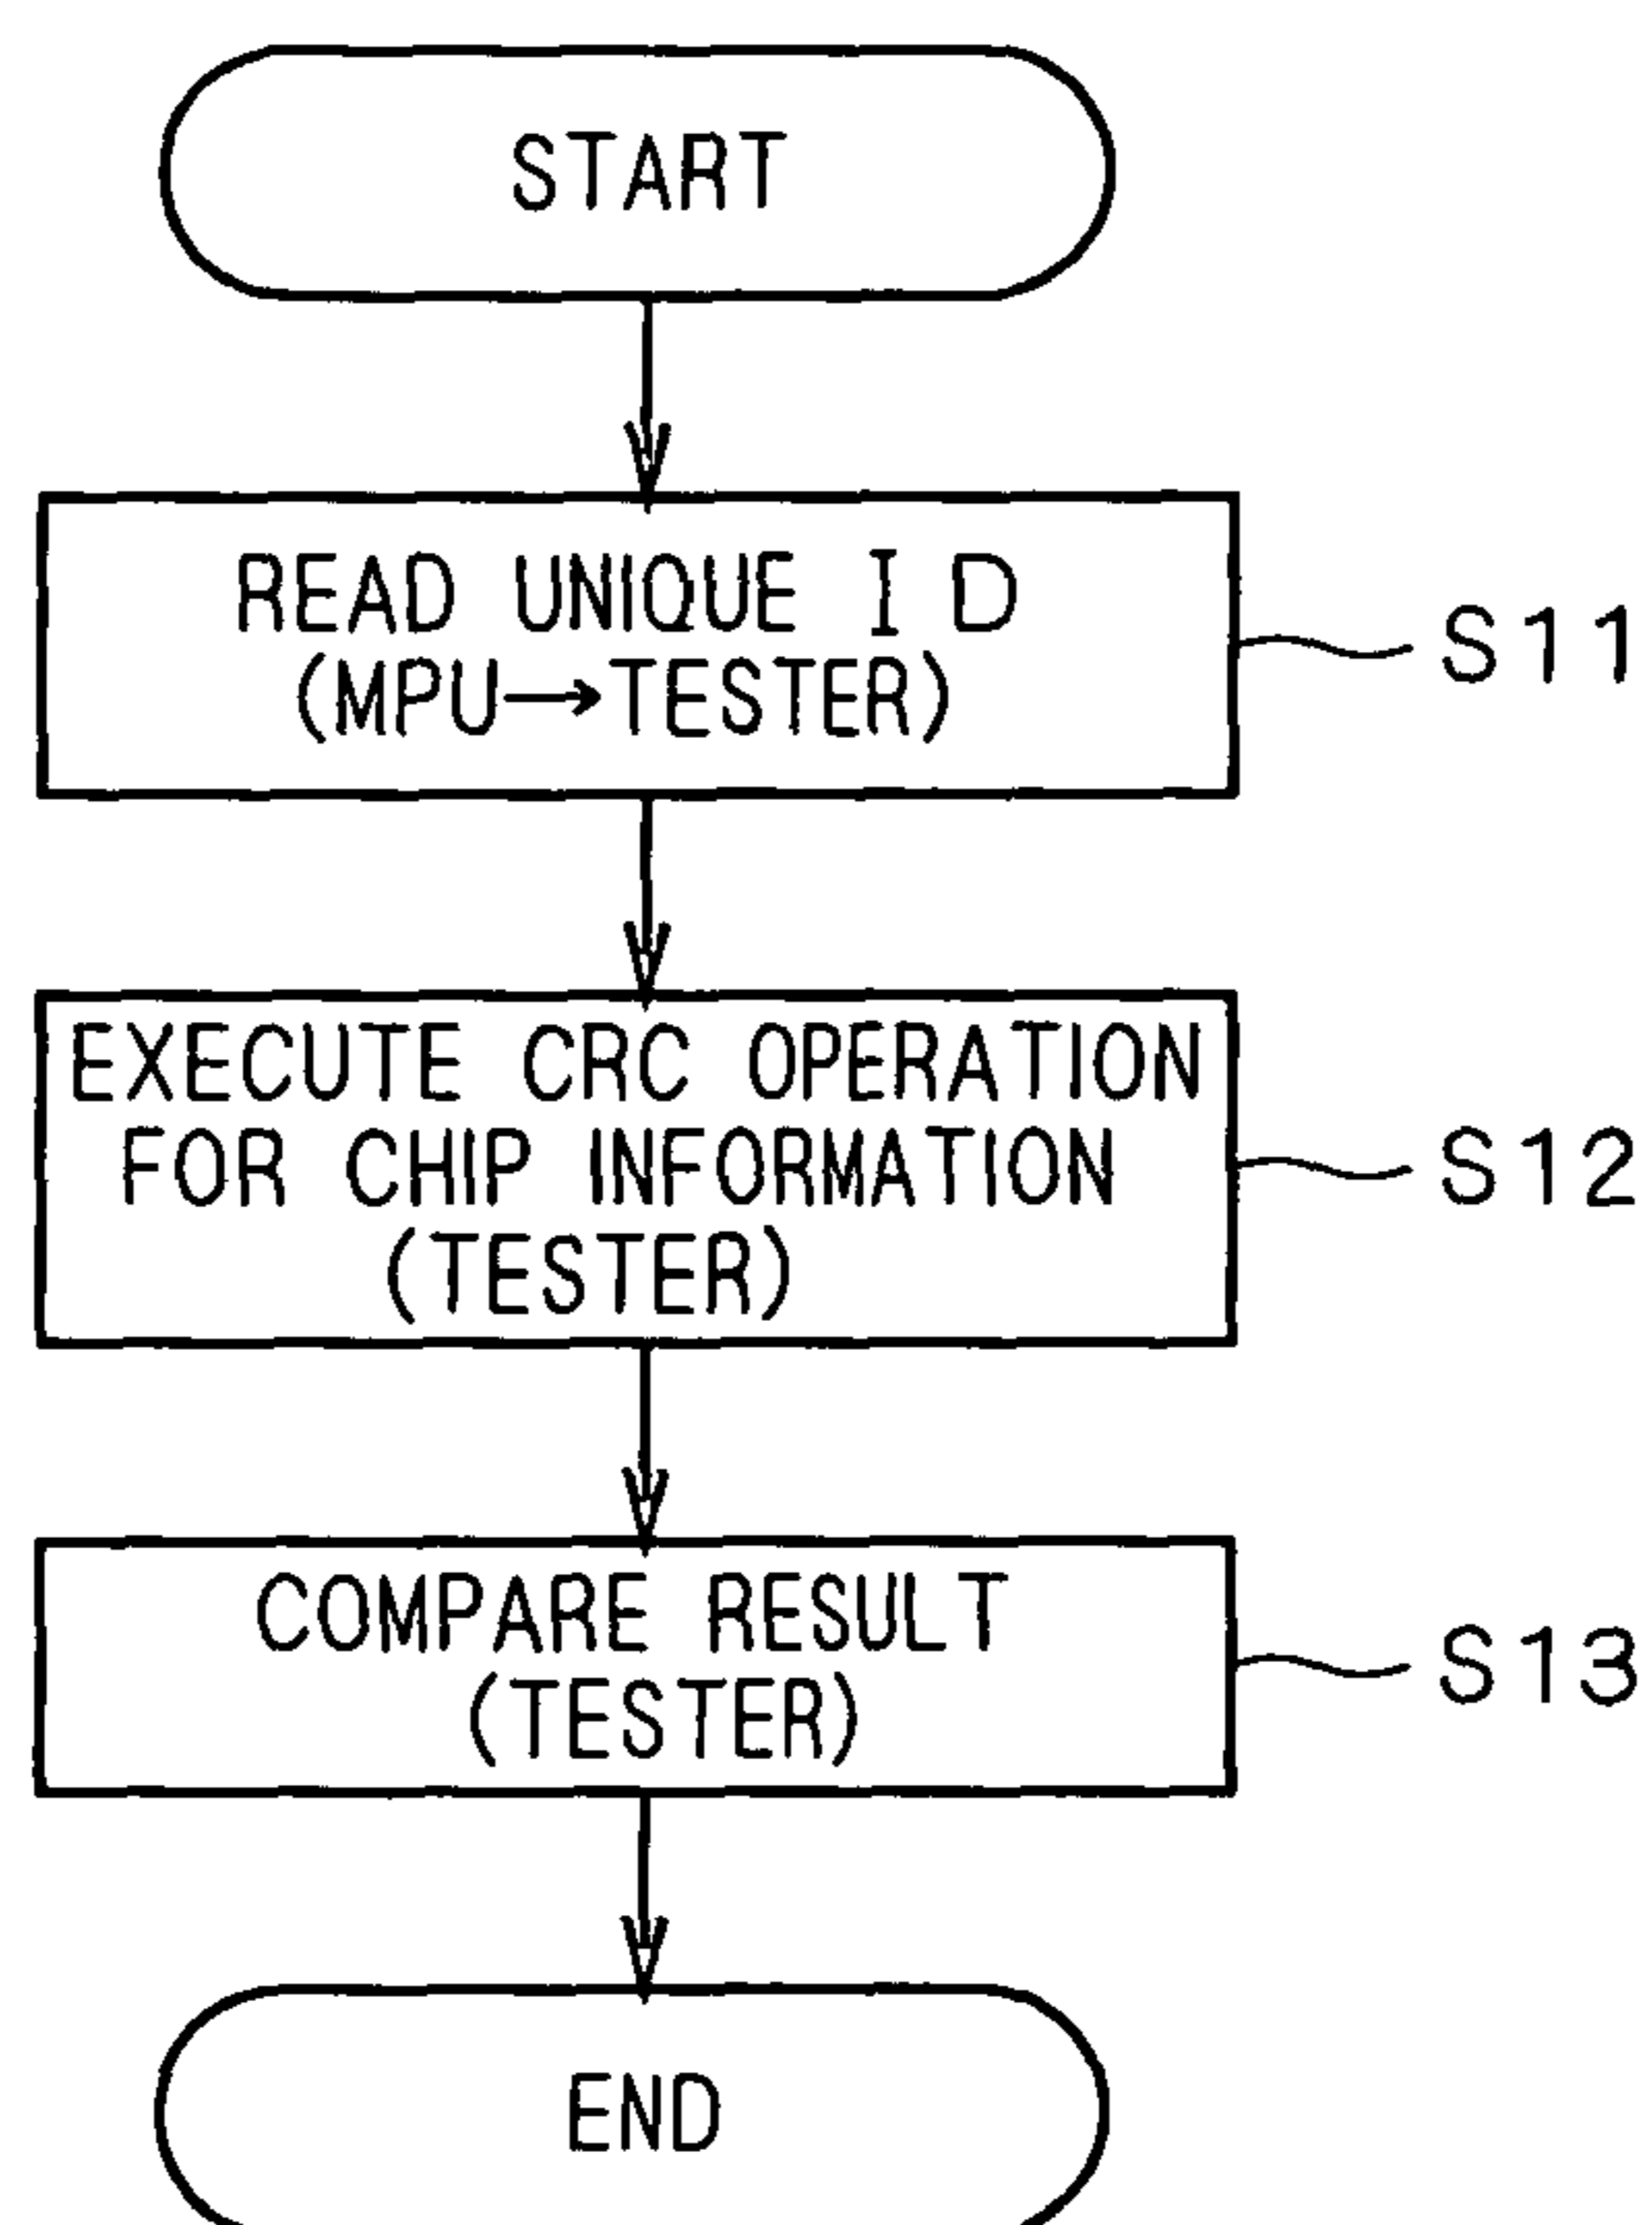 START
READ UNIQUE ID
(MPU→TESTER)
S11
EXECUTE CRC OPERATION
FOR CHIP INFORMATION
(TESTER)
S12
COMPARE RESULT
(TESTER)
S13
END